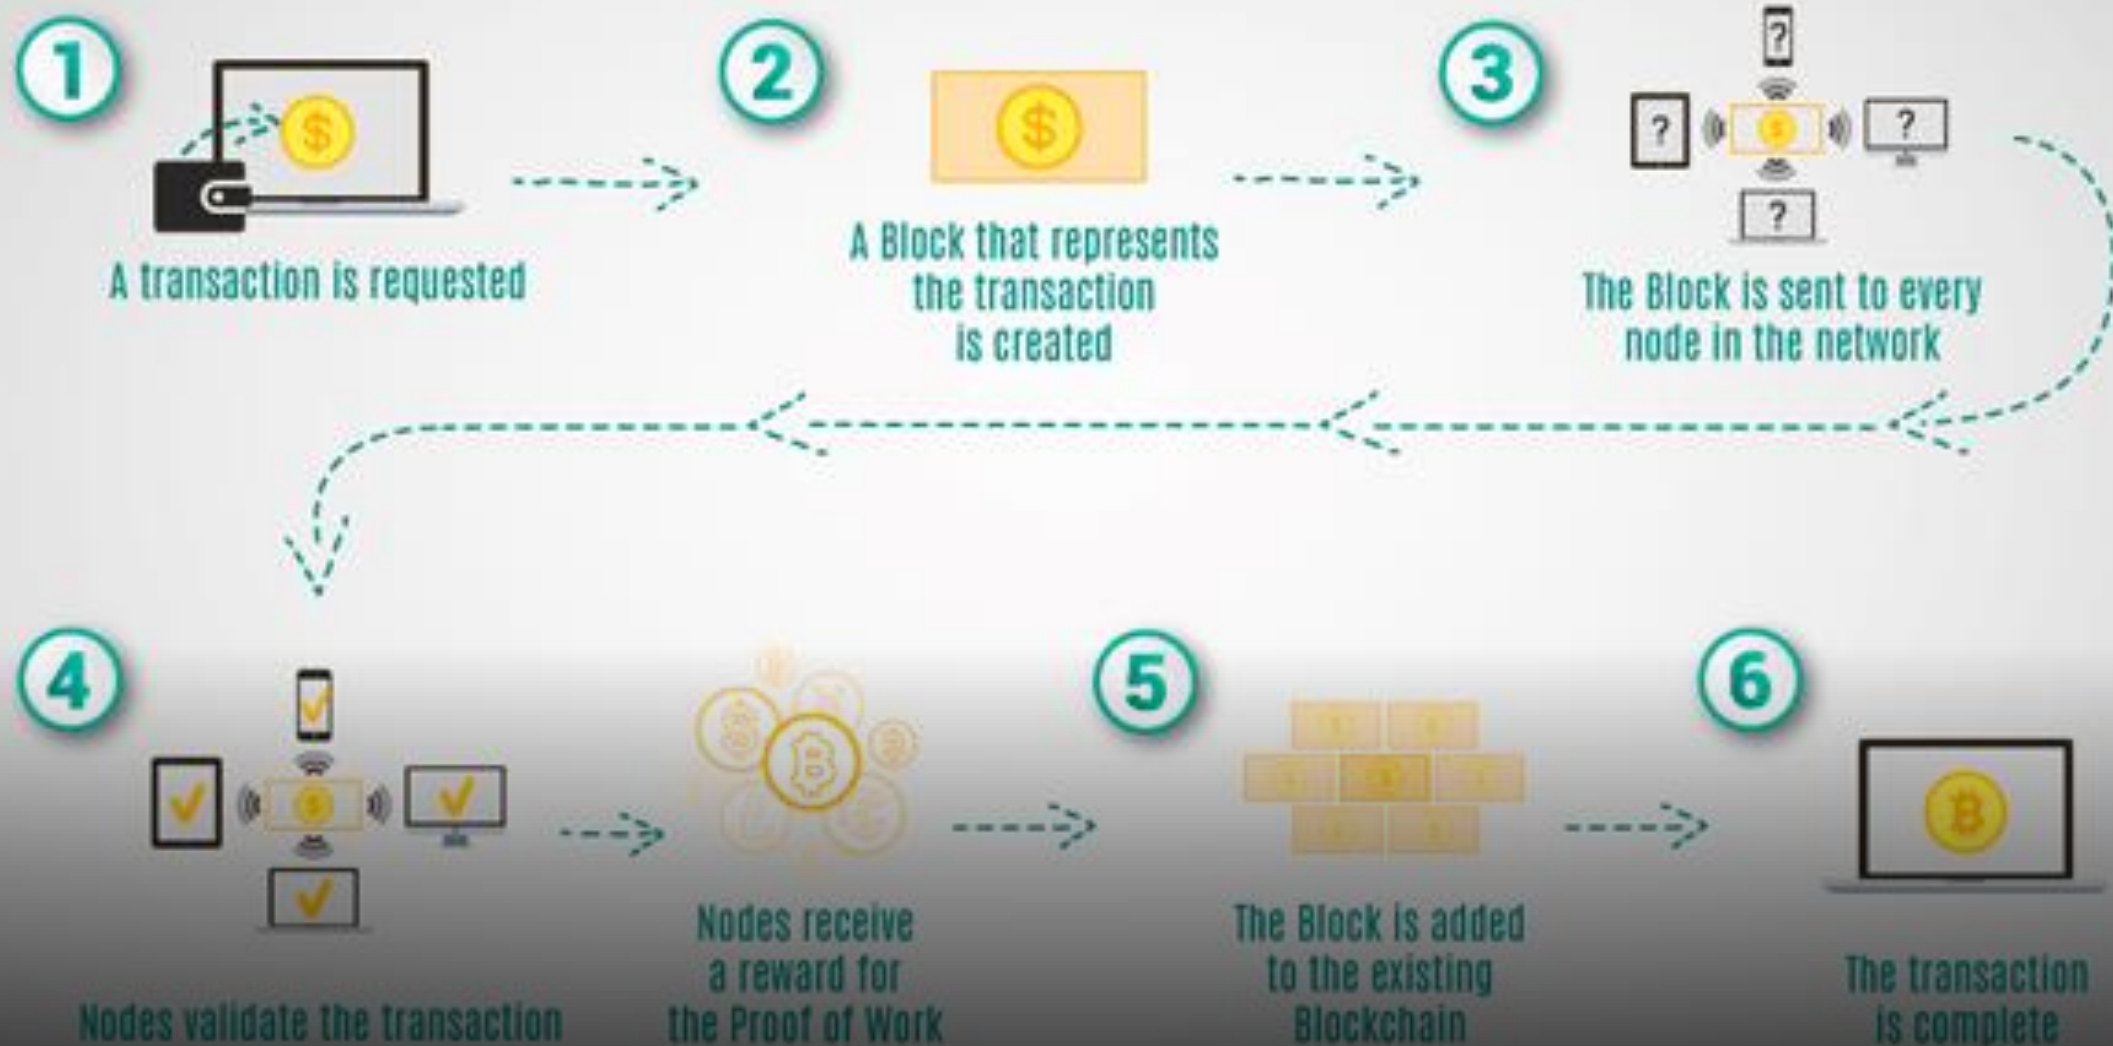 1
A transaction is requested
2
A Block that represents
the transaction
is created
3
?
?
?
?
The Block is sent to every
node in the network
4
Nodes validate the transaction
Nodes receive
a reward for
the Proof of Work
5
The Block is added
to the existing
Blockchain
6
The transaction
is complete